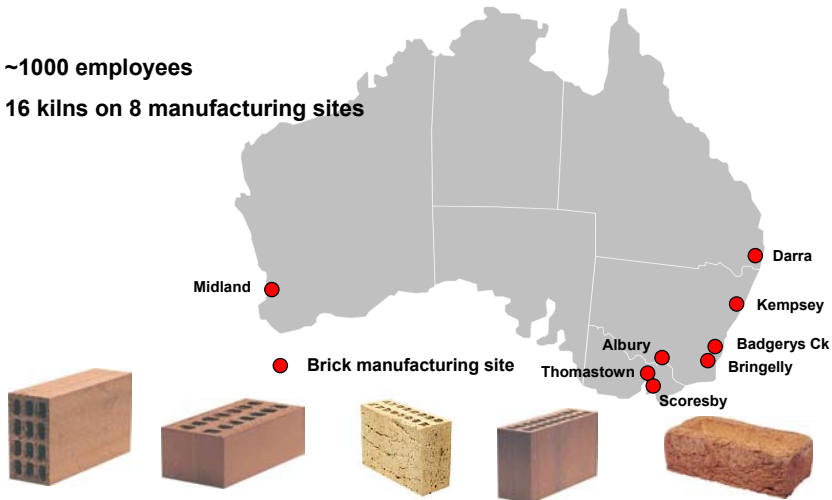 ~1000 employees
16 kilns on 8 manufacturing sites
Darra
Midland
Kempsey
Badgerys Ck
Albury
Bringelly
Brick manufacturing site
Thomastown
Scoresby